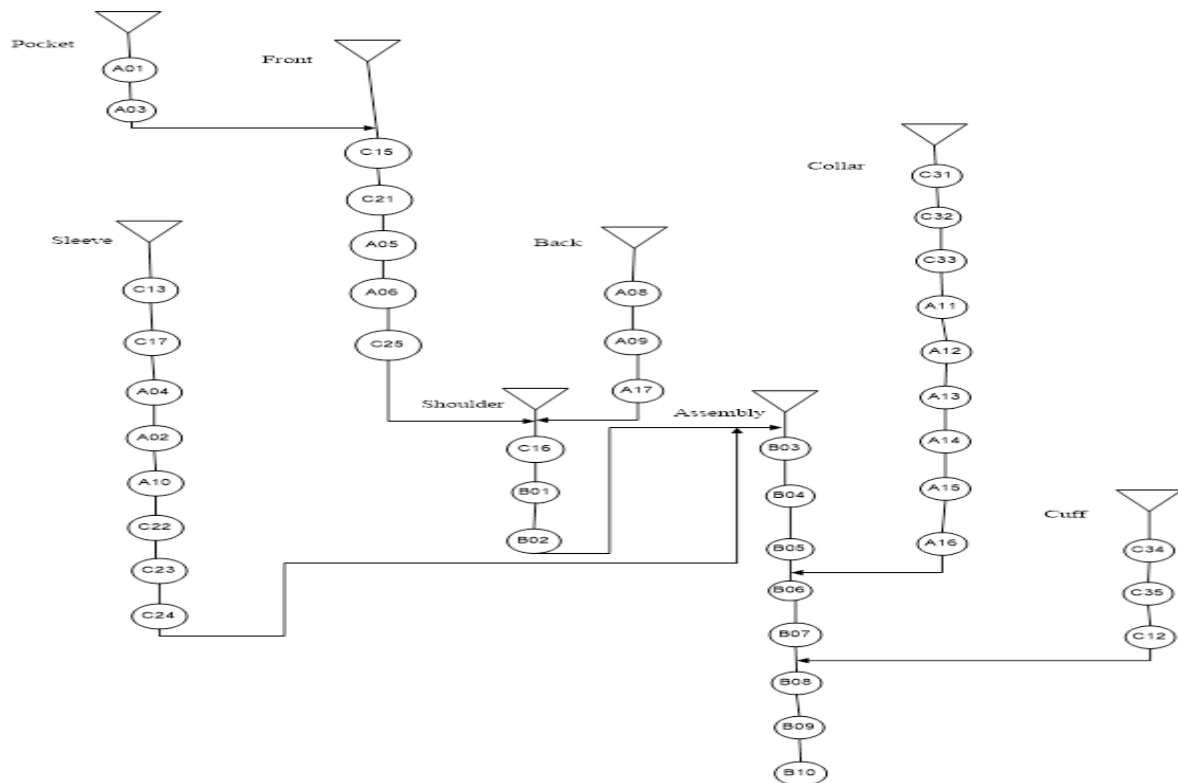 Pocket
A01
A03
Front
C15
C21
A05
A06
C25
Sleeve
C13
C17
A04
A02
A10
C22
C23
C24
Back
A08
A09
A17
Shoulder
C16
B01
B02
Assembly
B03
B04
B05
B06
B07
B08
B09
B10
Collar
C31
C32
C33
A11
A12
A13
A14
A15
A16
Cuff
C34
C35
C12